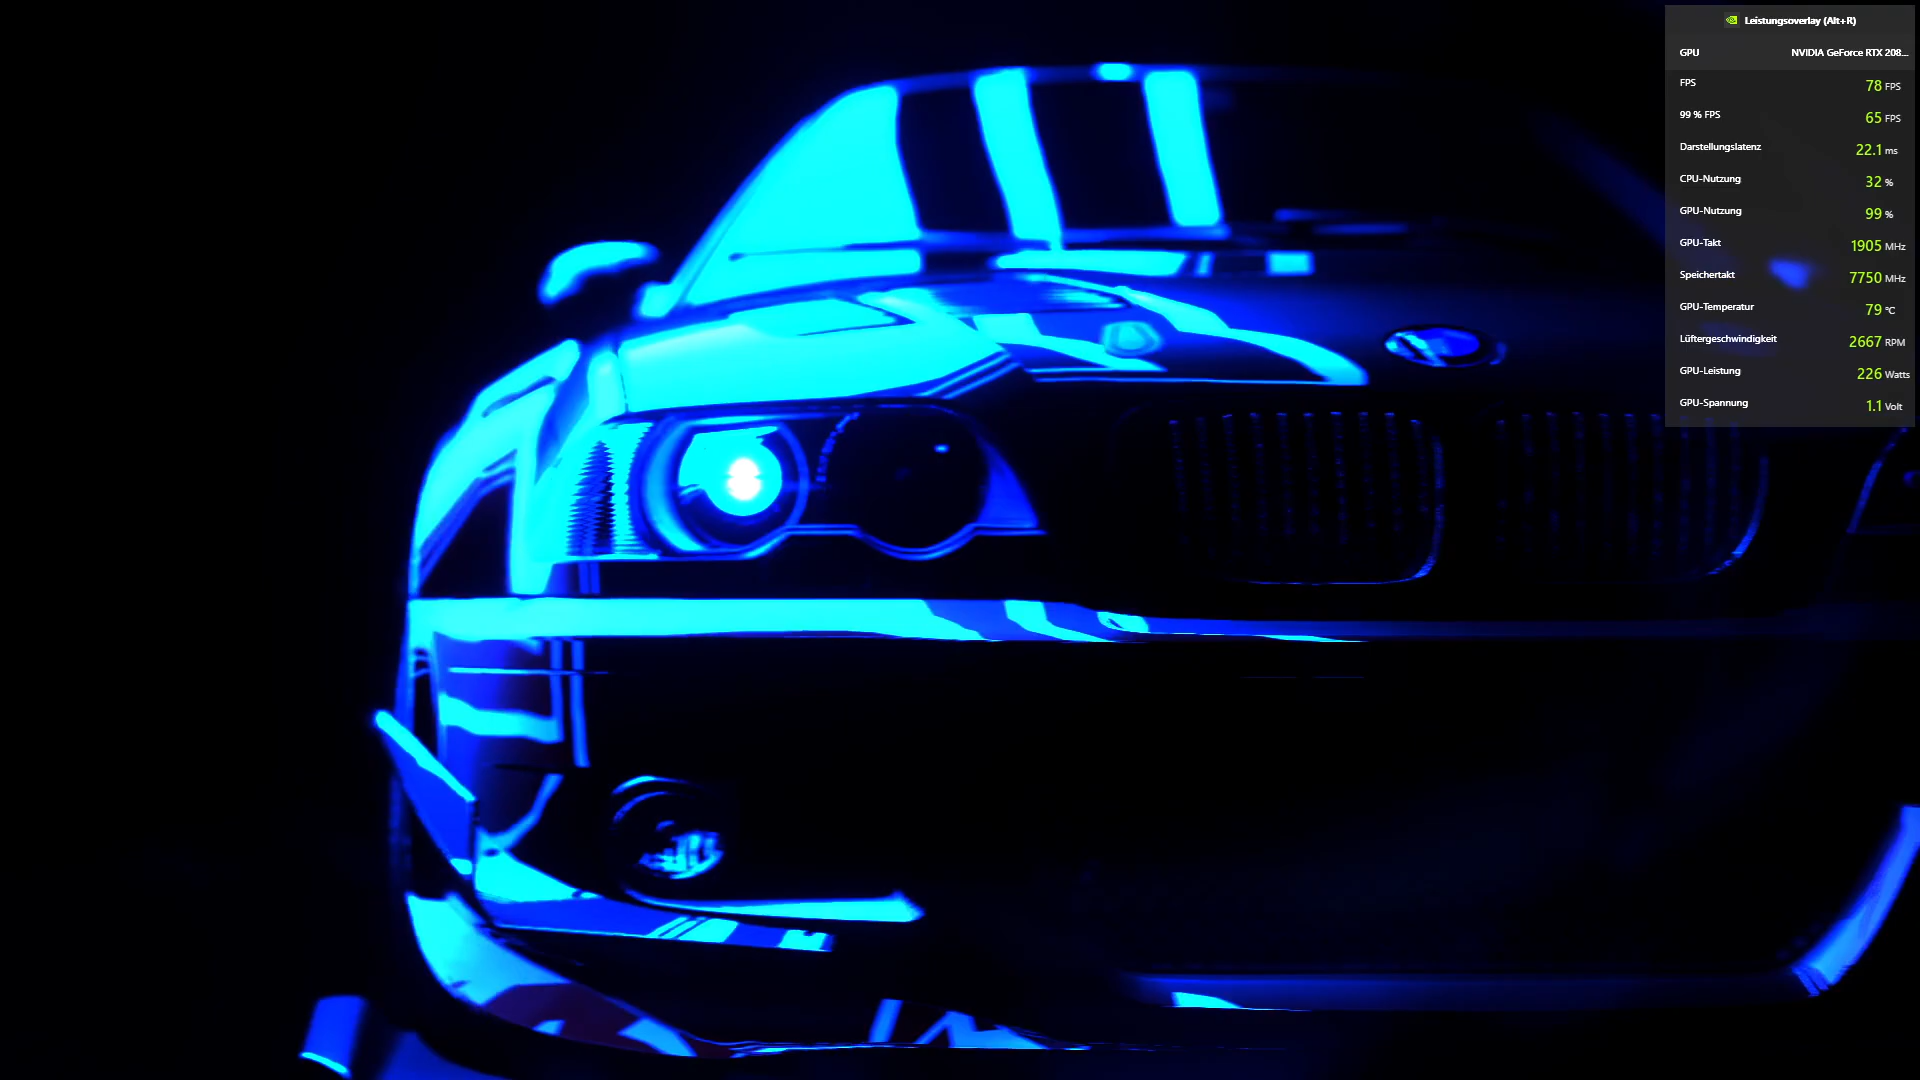 Leistungsoverlay (Alt+R)
GPU NVIDIA GeForce RTX 208...
FPS 78 FPS
99 % FPS 65 FPS
Darstellungslatenz 22.1 ms
CPU-Nutzung 32 %
GPU-Nutzung 99 %
GPU-Takt 1905 MHz
Speichertakt 7750 MHz
GPU-Temperatur 79 °C
Lüftergeschwindigkeit 2667 RPM
GPU-Leistung 226 Watts
GPU-Spannung 1.1 Volt